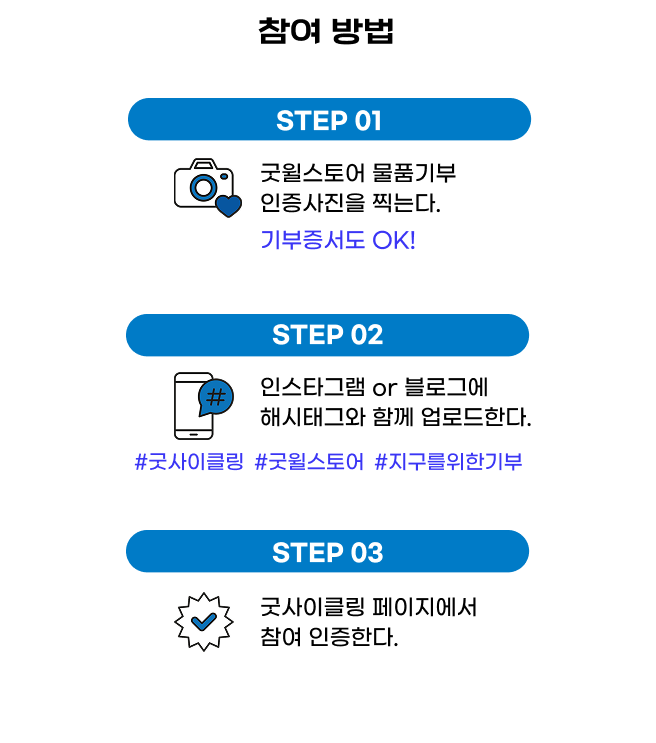 참여 방법
STEP 01
굿윌스토어 물품기부
인증사진을 찍는다.
기부증서도 OK!
STEP 02
인스타그램 or 블로그에
해시태그와 함께 업로드한다.
#굿사이클링 #굿윌스토어 #지구를위한기부
STEP 03
굿사이클링 페이지에서
참여 인증한다.